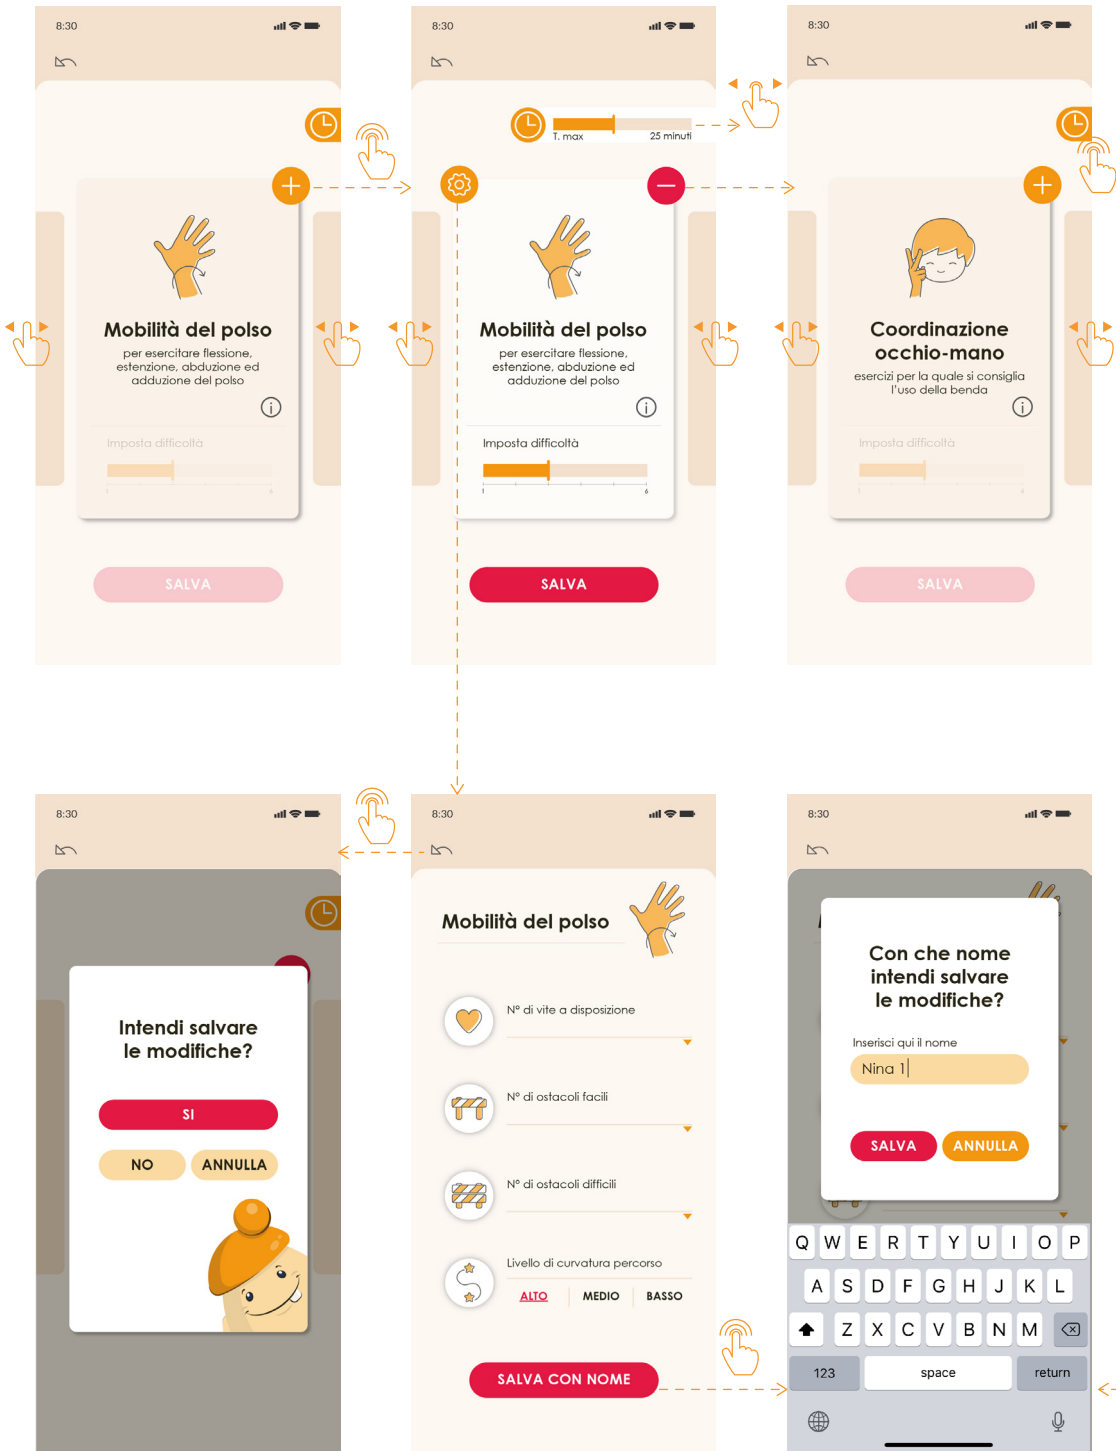 8:30
Mobilità del polso
per esercitare flessione,
estenzione, abduzione ed
adduzione del polso
i
Imposta difficoltà
1 6
SALVA
8:30
T. max 25 minuti
Mobilità del polso
per esercitare flessione,
estenzione, abduzione ed
adduzione del polso
i
Imposta difficoltà
1 6
SALVA
8:30
Coordinazione
occhio-mano
esercizi per la quale si consiglia
l'uso della benda
i
Imposta difficoltà
1 6
SALVA
8:30
Intendi salvare
le modifiche?
SI
NO ANNULLA
8:30
Mobilità del polso
N° di vite a disposizione
N° di ostacoli facili
N° di ostacoli difficili
Livello di curvatura percorso
ALTO MEDIO BASSO
SALVA CON NOME
8:30
Con che nome
intendi salvare
le modifiche?
Inserisci qui il nome
Nina 1
SALVA ANNULLA
Q W E R T Y U I O P
A S D F G H J K L
Z X C V B N M
123 space return